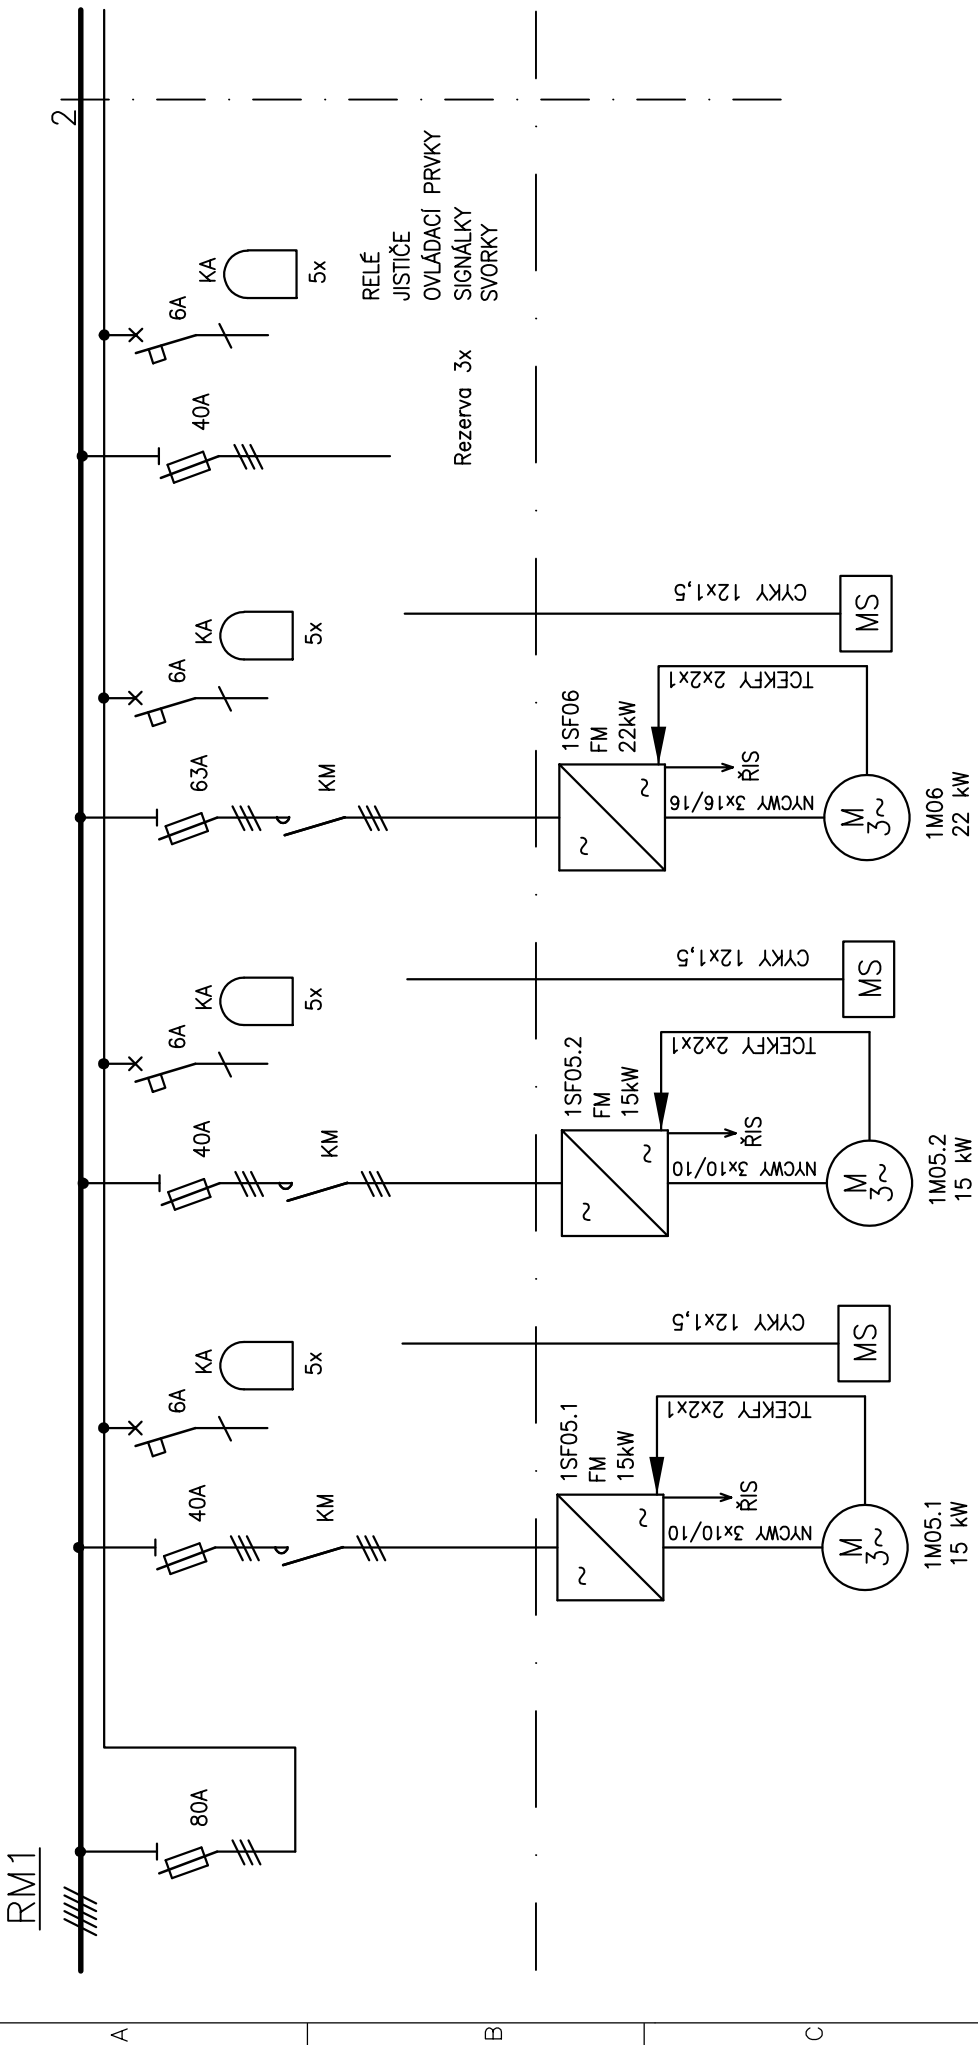 RM1
2
80A
40A
KM
6A
KA
5x
1SF05.1
FM
15kW
TCEKFY 2x2x1
ŘIS
NYCWY 3x10/10
M
3~
1M05.1
15 kW
CYKY 12x1,5
MS
40A
KM
6A
KA
5x
1SF05.2
FM
15kW
TCEKFY 2x2x1
ŘIS
NYCWY 3x10/10
M
3~
1M05.2
15 kW
CYKY 12x1,5
MS
63A
KM
6A
KA
5x
1SF06
FM
22kW
TCEKFY 2x2x1
ŘIS
NYCWY 3x16/16
M
3~
1M06
22 kW
CYKY 12x1,5
MS
40A
6A
KA
5x
Rezerva 3x
RELÉ
JISTIČE
OVLÁDACÍ PRVKY
SIGNÁLKY
SVORKY
A
B
C